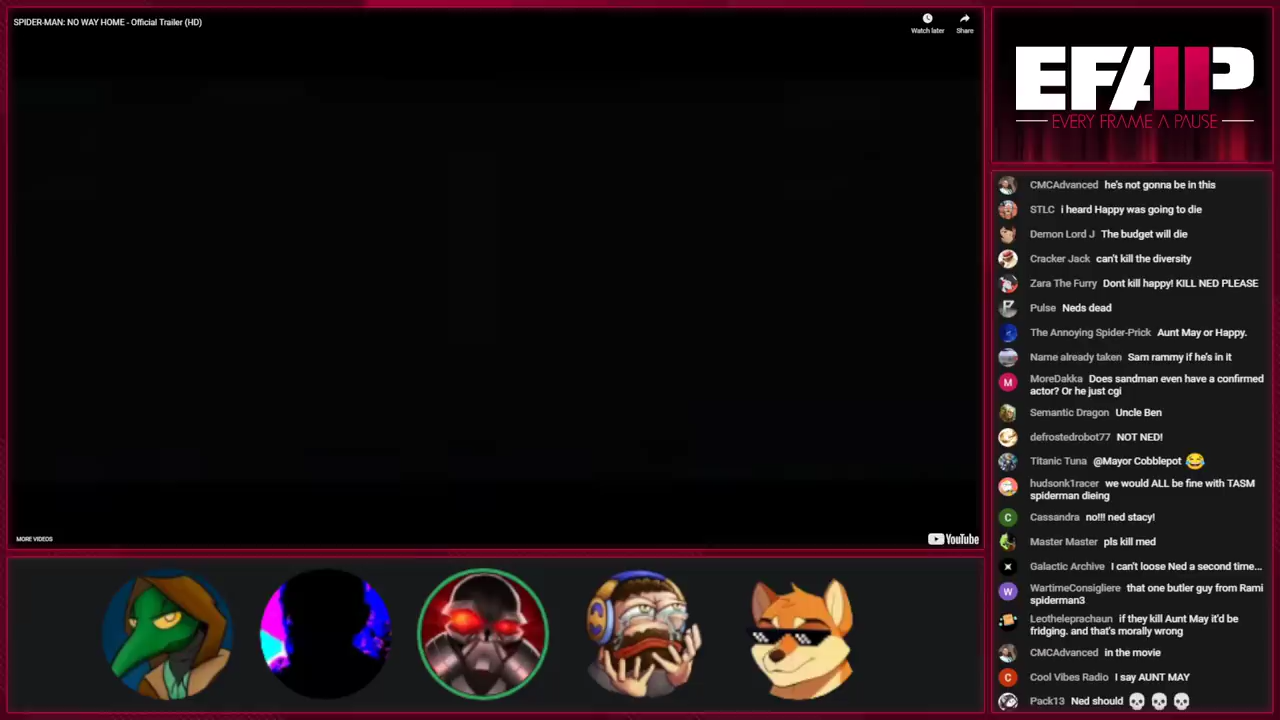 SPIDER-MAN: NO WAY HOME - Official Trailer (HD)
Watch later
Share
MORE VIDEOS
YouTube
EFAP
EVERY FRAME A PAUSE
CMCAdvanced he's not gonna be in this
STLC i heard Happy was going to die
Demon Lord J The budget will die
Cracker Jack can't kill the diversity
Zara The Furry Dont kill happy! KILL NED PLEASE
Pulse Neds dead
The Annoying Spider-Prick Aunt May or Happy.
Name already taken Sam rammy if he's in it
M
MoreDakka Does sandman even have a confirmed
actor? Or he just cgi
Semantic Dragon Uncle Ben
defrostedrobot77 NOT NED!
Titanic Tuna @Mayor Cobblepot 😂
hudsonk1racer we would ALL be fine with TASM
spiderman dieing
C
Cassandra no!!! ned stacy!
Master Master pls kill med
Galactic Archive I can't loose Ned a second time...
W
WartimeConsigliere that one butler guy from Rami
spiderman3
Leotheleprachaun if they kill Aunt May it'd be
fridging. and that's morally wrong
CMCAdvanced in the movie
C
Cool Vibes Radio I say AUNT MAY
Pack13 Ned should 💀 💀 💀